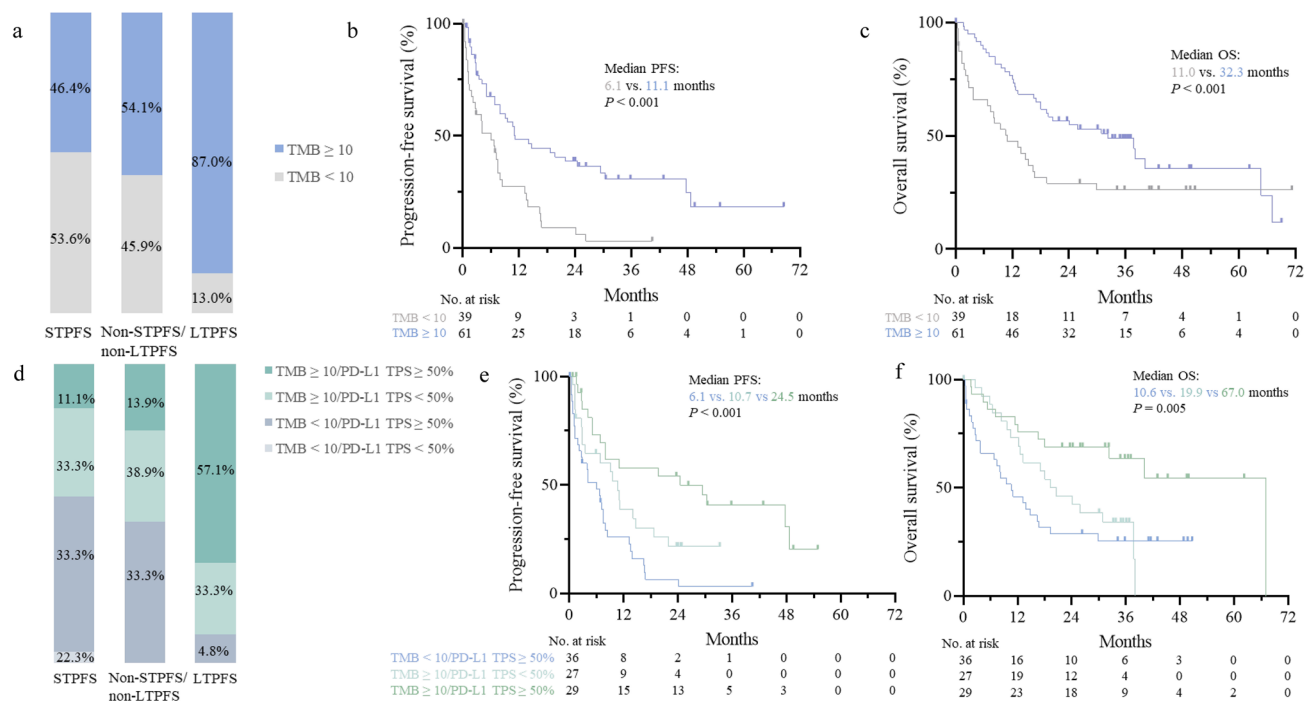 a
46.4%
54.1%
87.0%
53.6%
45.9%
13.0%
STPFS
Non-STPFS/
non-LTPFS
LTPFS
TMB ≥ 10
TMB < 10
b
Progression-free survival (%)
100
50
0
0 12 24 36 48 60 72
Months
Median PFS:
6.1 vs. 11.1 months
P < 0.001
No. at risk
TMB < 10 39 9 3 1 0 0 0
TMB ≥ 10 61 25 18 6 4 1 0
c
Overall survival (%)
100
50
0
0 12 24 36 48 60 72
Months
Median OS:
11.0 vs. 32.3 months
P < 0.001
No. at risk
TMB < 10 39 18 11 7 4 1 0
TMB ≥ 10 61 46 32 15 6 4 0
d
11.1%
13.9%
57.1%
33.3%
38.9%
33.3%
33.3%
33.3%
4.8%
22.3%
STPFS
Non-STPFS/
non-LTPFS
LTPFS
TMB ≥ 10/PD-L1 TPS ≥ 50%
TMB ≥ 10/PD-L1 TPS < 50%
TMB < 10/PD-L1 TPS ≥ 50%
TMB < 10/PD-L1 TPS < 50%
e
Progression-free survival (%)
100
50
0
0 12 24 36 48 60 72
Months
Median PFS:
6.1 vs. 10.7 vs 24.5 months
P < 0.001
No. at risk
TMB < 10/PD-L1 TPS ≥ 50% 36 8 2 1 0 0 0
TMB ≥ 10/PD-L1 TPS < 50% 27 9 4 0 0 0 0
TMB ≥ 10/PD-L1 TPS ≥ 50% 29 15 13 5 3 0 0
f
Overall survival (%)
100
50
0
0 12 24 36 48 60 72
Months
Median OS:
10.6 vs. 19.9 vs 67.0 months
P = 0.005
No. at risk
36 16 10 6 3 0 0
27 19 12 4 0 0 0
29 23 18 9 4 2 0